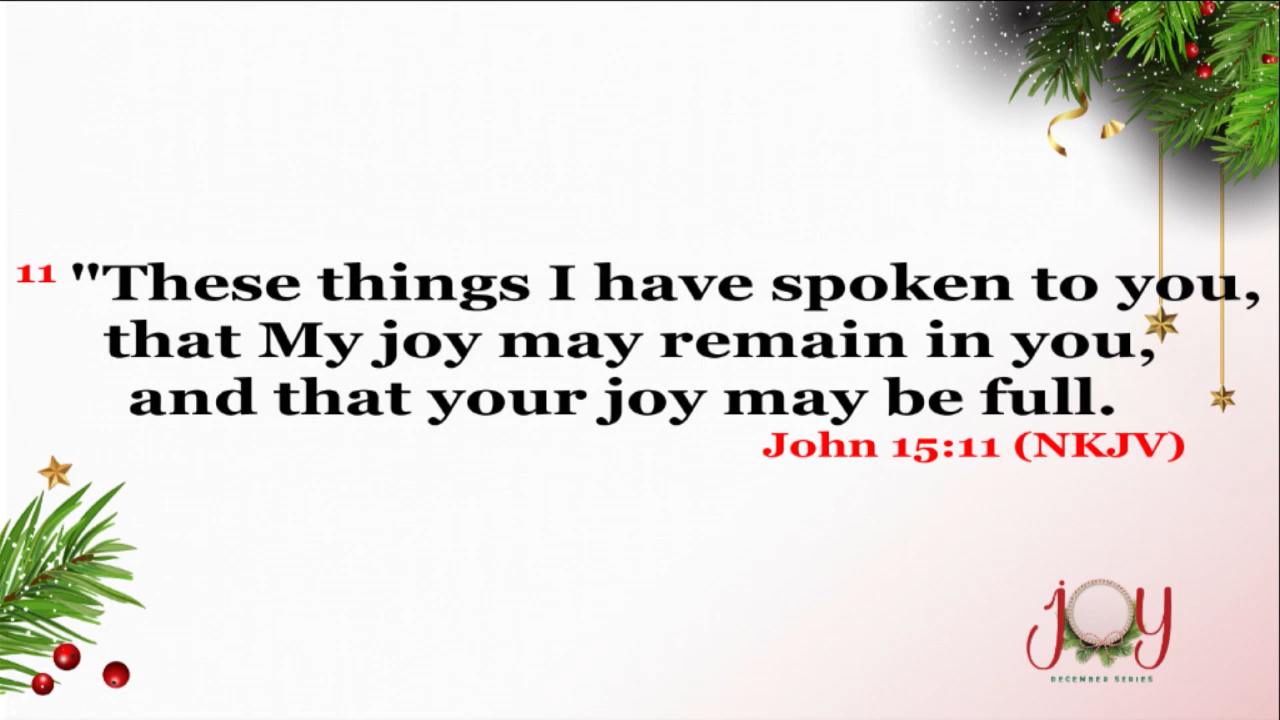 11 "These things I have spoken to you,
that My joy may remain in you,
and that your joy may be full.
John 15:11 (NKJV)
joy
DECEMBER SERIES